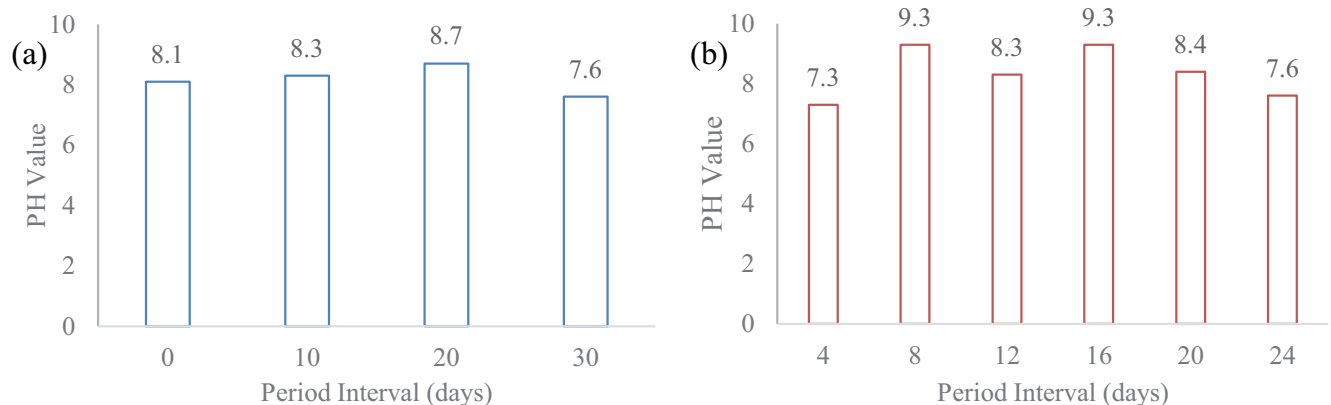 (a)
PH Value
10
8
6
4
2
0
8.1
8.3
8.7
7.6
0 10 20 30
Period Interval (days)
(b)
PH Value
10
8
6
4
2
0
7.3
9.3
8.3
9.3
8.4
7.6
4 8 12 16 20 24
Period Interval (days)